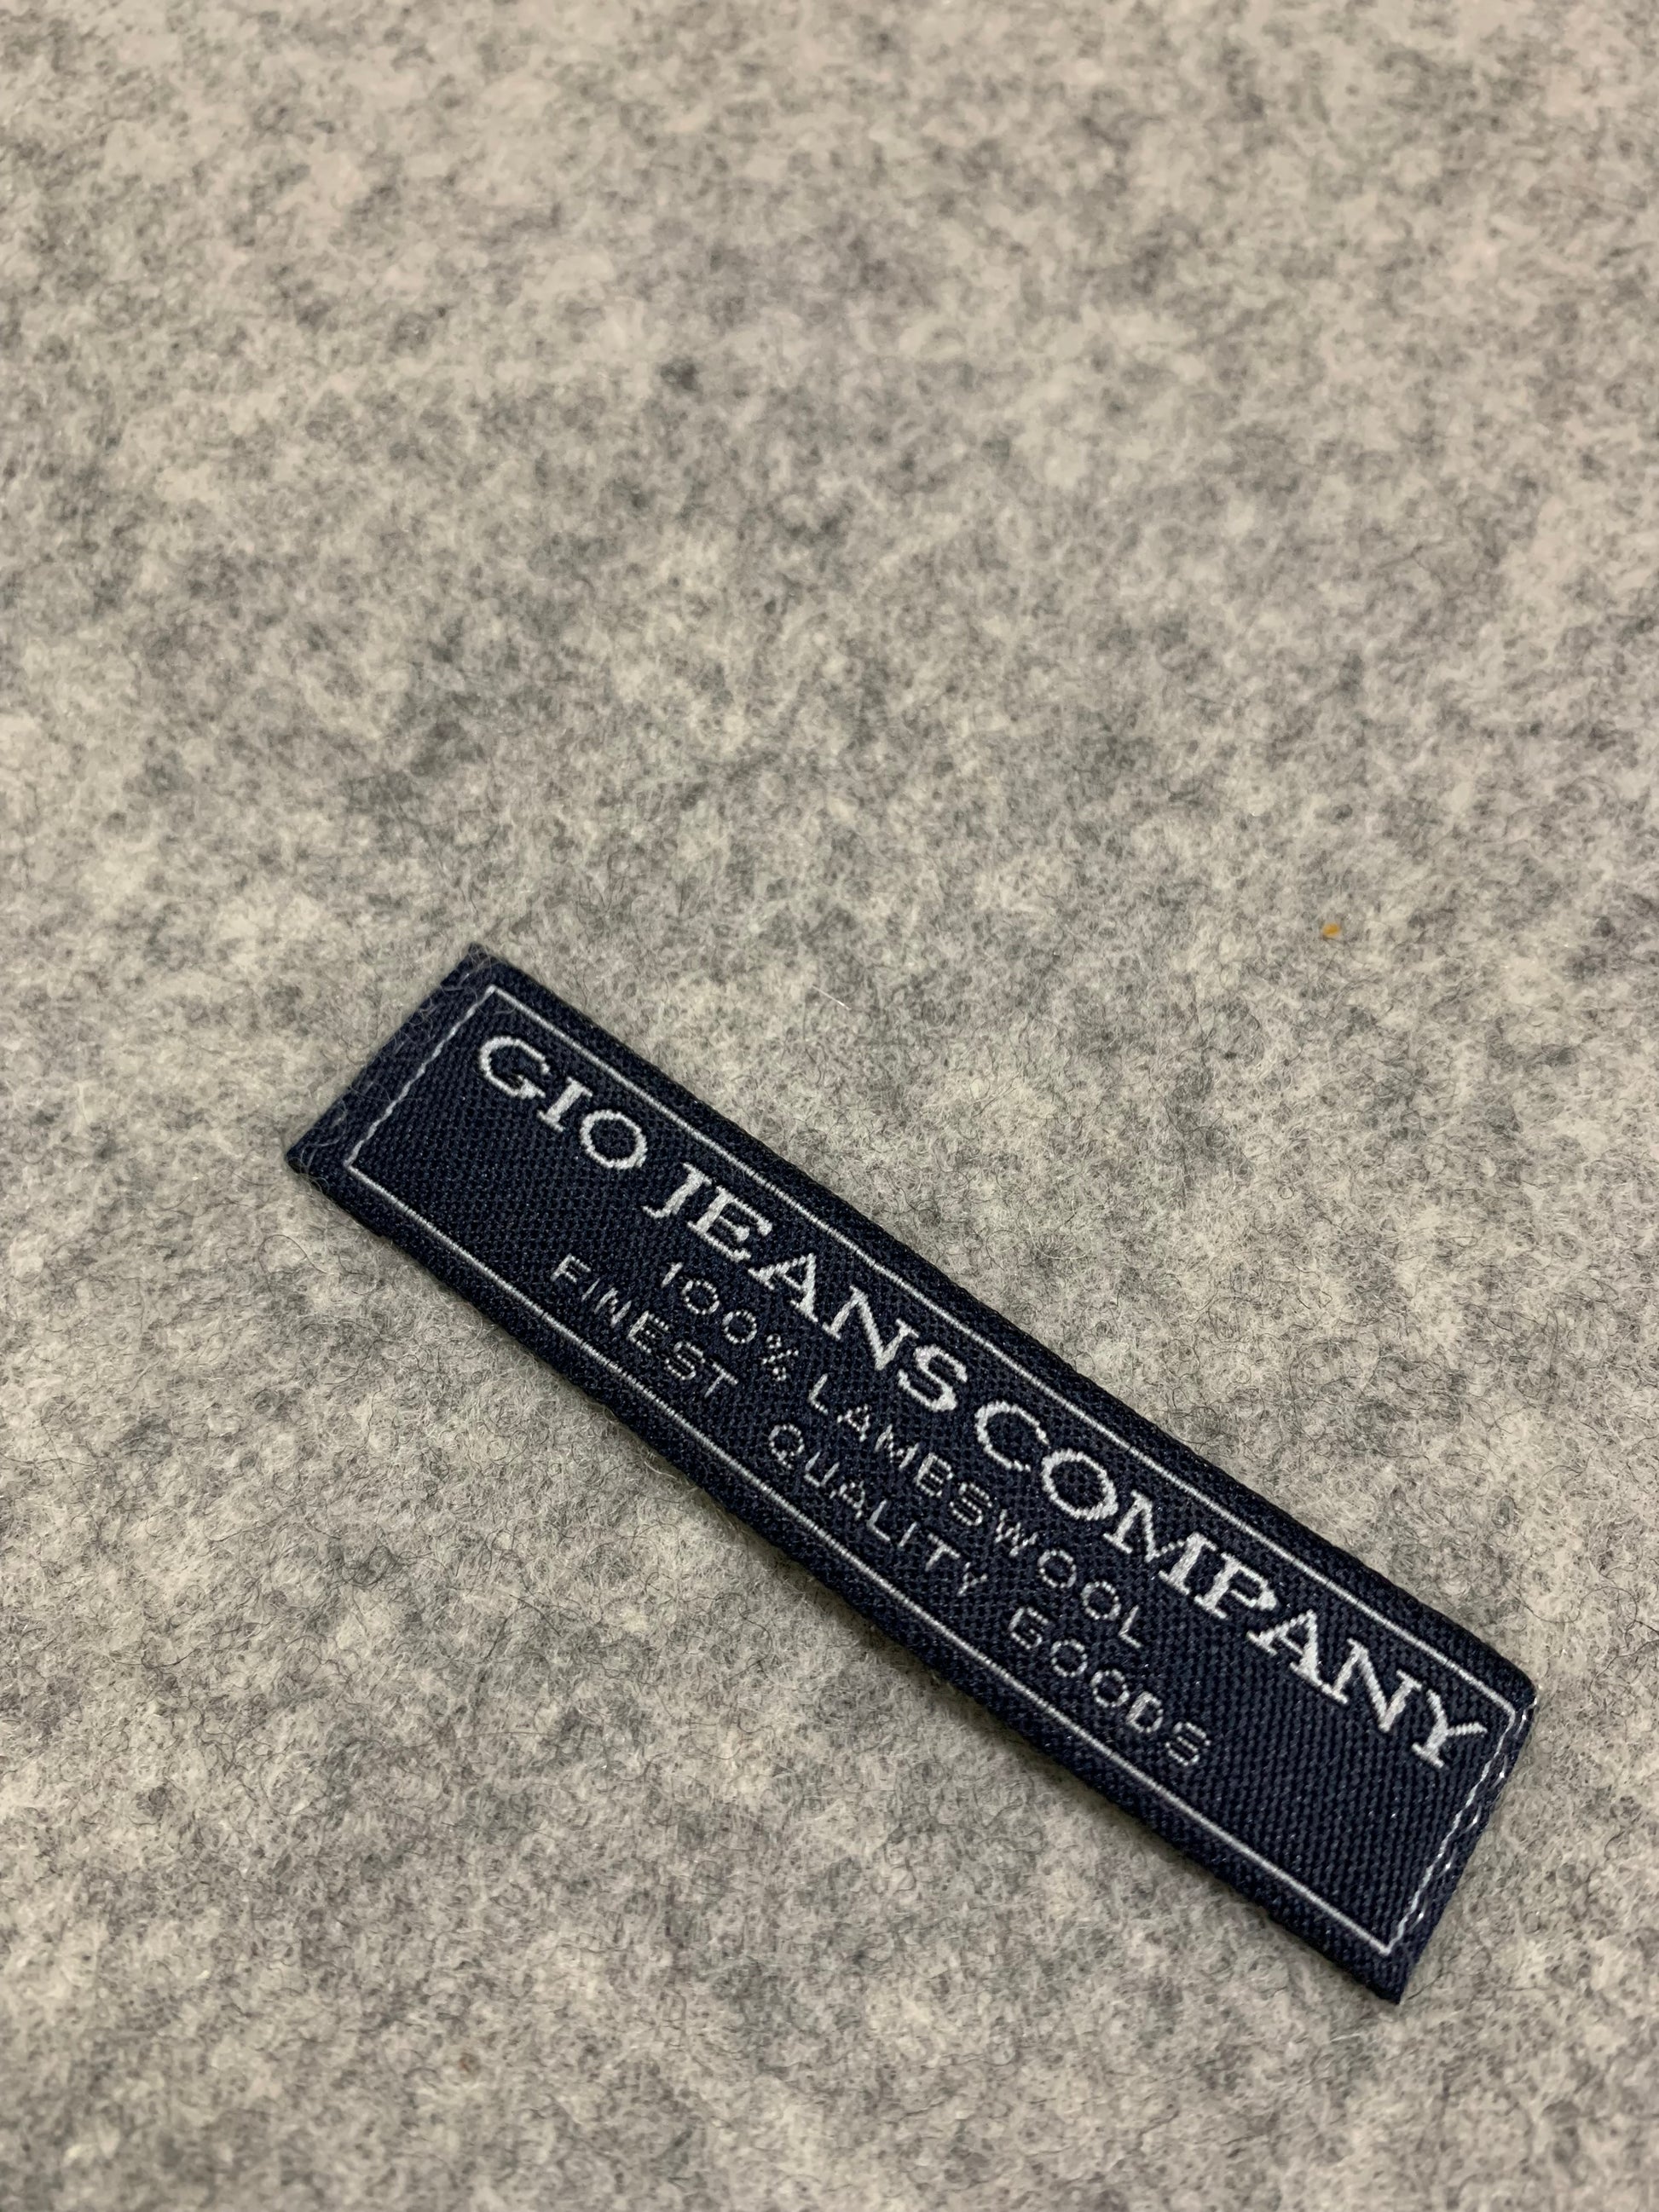 GIO JEANS COMPANY
100% LAMBSWOOL
FINEST QUALITY GOODS